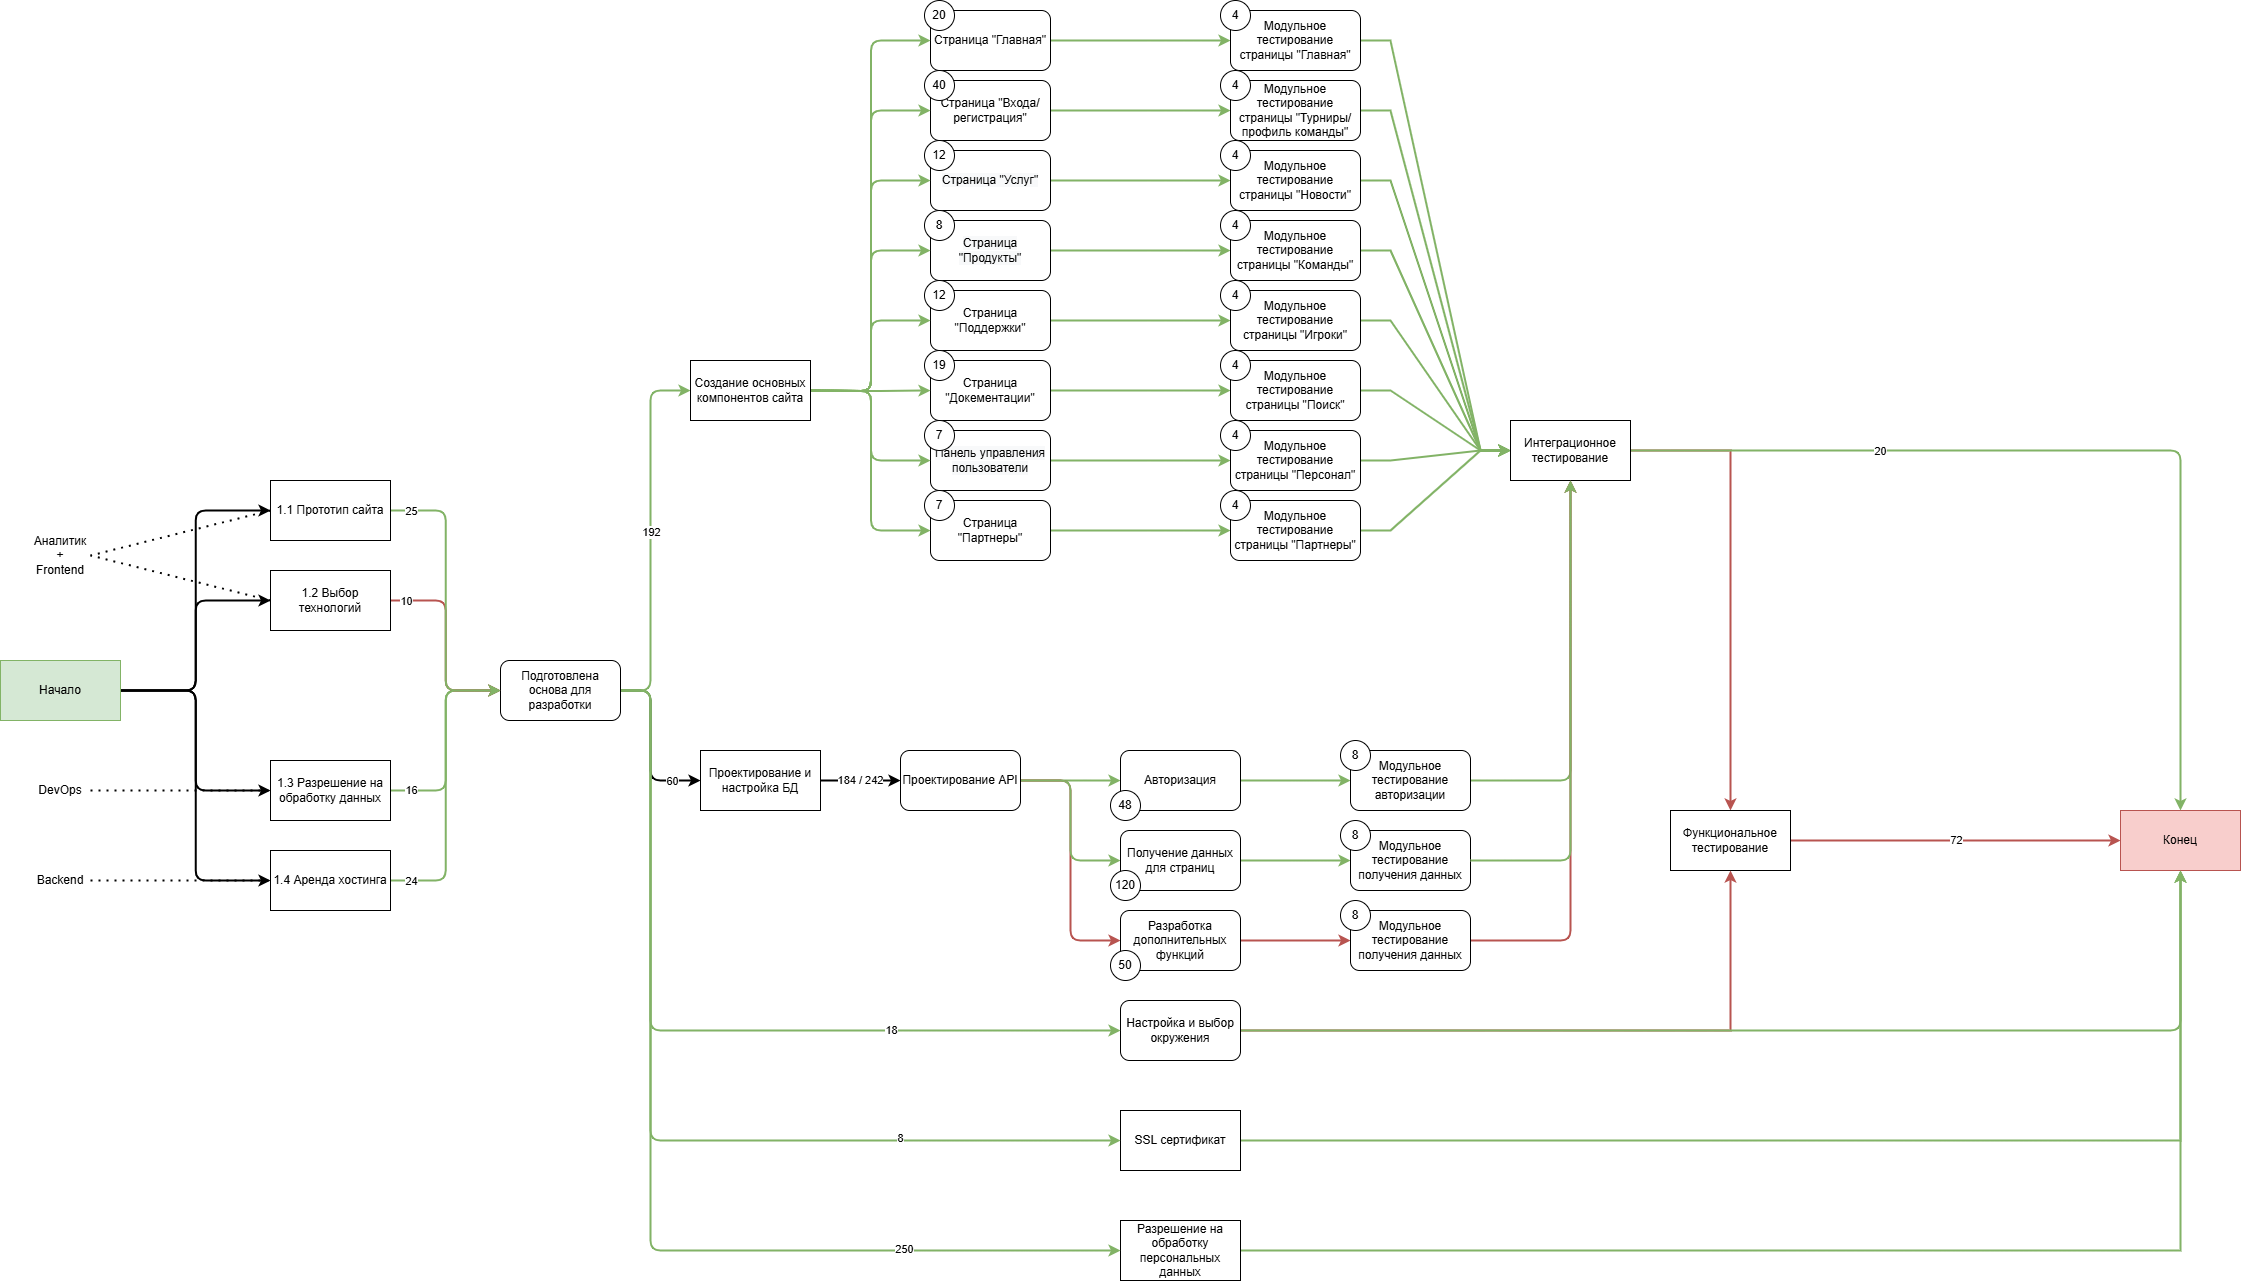 20
Страница "Главная"
4
Модульное
тестирование
страницы "Главная"
40
Страница "Входа/
регистрация"
4
Модульное
тестирование
страницы "Турниры/
профиль команды"
12
Страница "Услуг"
4
Модульное
тестирование
страницы "Новости"
8
Страница
"Продукты"
4
Модульное
тестирование
страницы "Команды"
12
Страница
"Поддержки"
4
Модульное
тестирование
страницы "Игроки"
19
Страница
"Докементации"
4
Модульное
тестирование
страницы "Поиск"
7
Панель управления
пользователи
4
Модульное
тестирование
страницы "Персонал"
7
Страница
"Партнеры"
4
Модульное
тестирование
страницы "Партнеры"
Создание основных
компонентов сайта
192
Интеграционное
тестирование
20
Аналитик
+
Frontend
1.1 Прототип сайта
25
1.2 Выбор
технологий
10
Начало
Подготовлена
основа для
разработки
DevOps
1.3 Разрешение на
обработку данных
16
Backend
1.4 Аренда хостинга
24
60
Проектирование и
настройка БД
184 / 242
Проектирование API
Авторизация
48
8
Модульное
тестирование
авторизации
Получение данных
для страниц
120
8
Модульное
тестирование
получения данных
Разработка
дополнительных
функций
50
8
Модульное
тестирование
получения данных
Функциональное
тестирование
72
Конец
18
Настройка и выбор
окружения
8
SSL сертификат
250
Разрешение на
обработку
персональных
данных